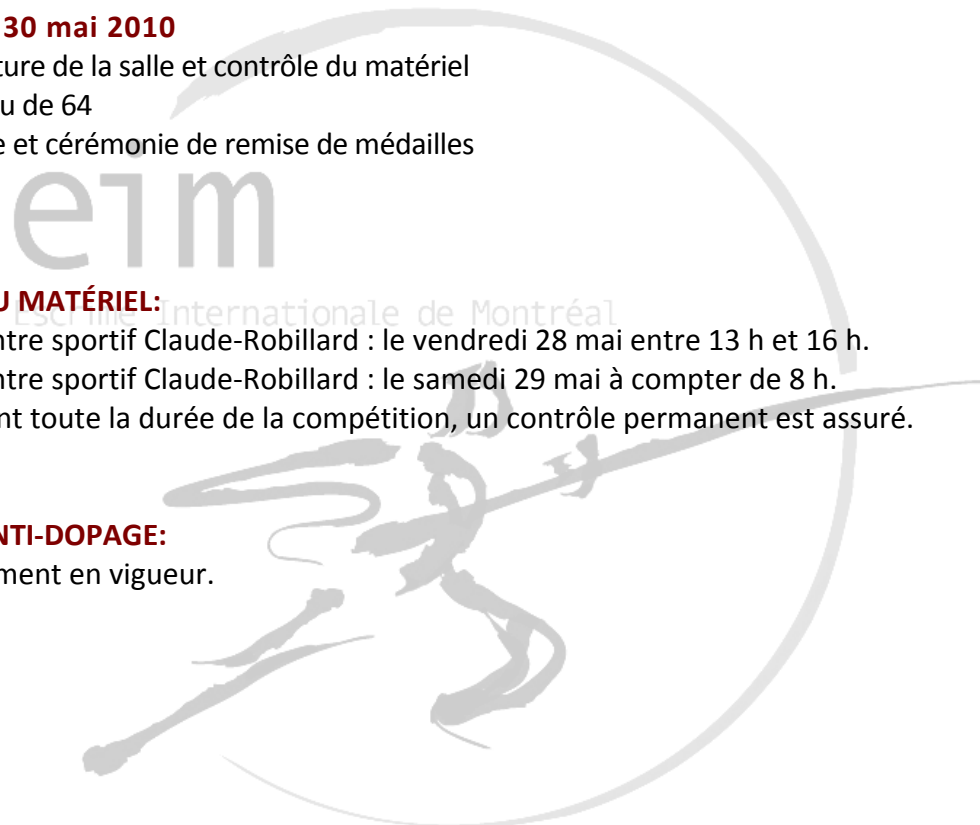 30 mai 2010
ture de la salle et contrôle du matériel
u de 64
e et cérémonie de remise de médailles
eim
U MATÉRIEL:
Escrime Internationale de Montréal
ntre sportif Claude-Robillard : le vendredi 28 mai entre 13 h et 16 h.
ntre sportif Claude-Robillard : le samedi 29 mai à compter de 8 h.
nt toute la durée de la compétition, un contrôle permanent est assuré.
NTI-DOPAGE:
ment en vigueur.